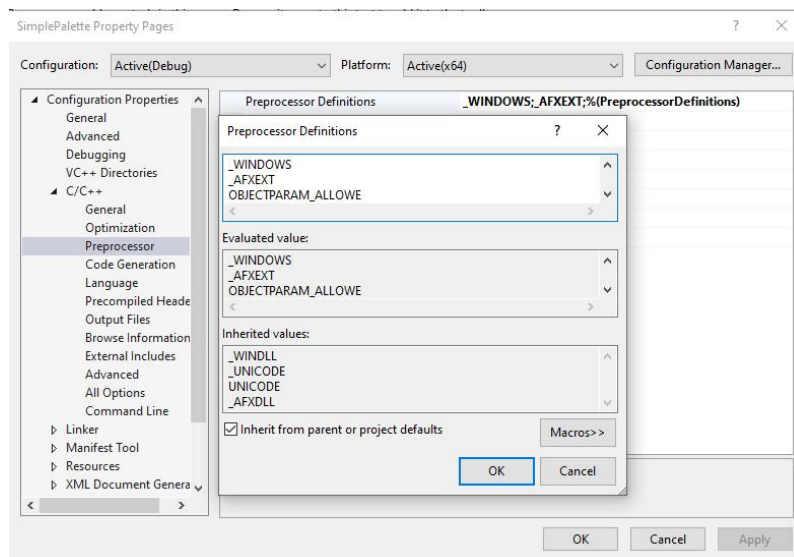 SimplePalette Property Pages ? ×
Configuration: Active(Debug) Platform: Active(x64) Configuration Manager...
Configuration Properties
General
Advanced
Debugging
VC++ Directories
C/C++
General
Optimization
Preprocessor
Code Generation
Language
Precompiled Heade
Output Files
Browse Information
External Includes
Advanced
All Options
Command Line
Linker
Manifest Tool
Resources
XML Document Genera
Preprocessor Definitions _WINDOWS;_AFXEXT;%(PreprocessorDefinitions)
Preprocessor Definitions ? ×
_WINDOWS
_AFXEXT
OBJECTPARAM_ALLOWE
Evaluated value:
_WINDOWS
_AFXEXT
OBJECTPARAM_ALLOWE
Inherited values:
_WINDLL
_UNICODE
UNICODE
_AFXDLL
Inherit from parent or project defaults
Macros>>
OK Cancel
OK Cancel Apply